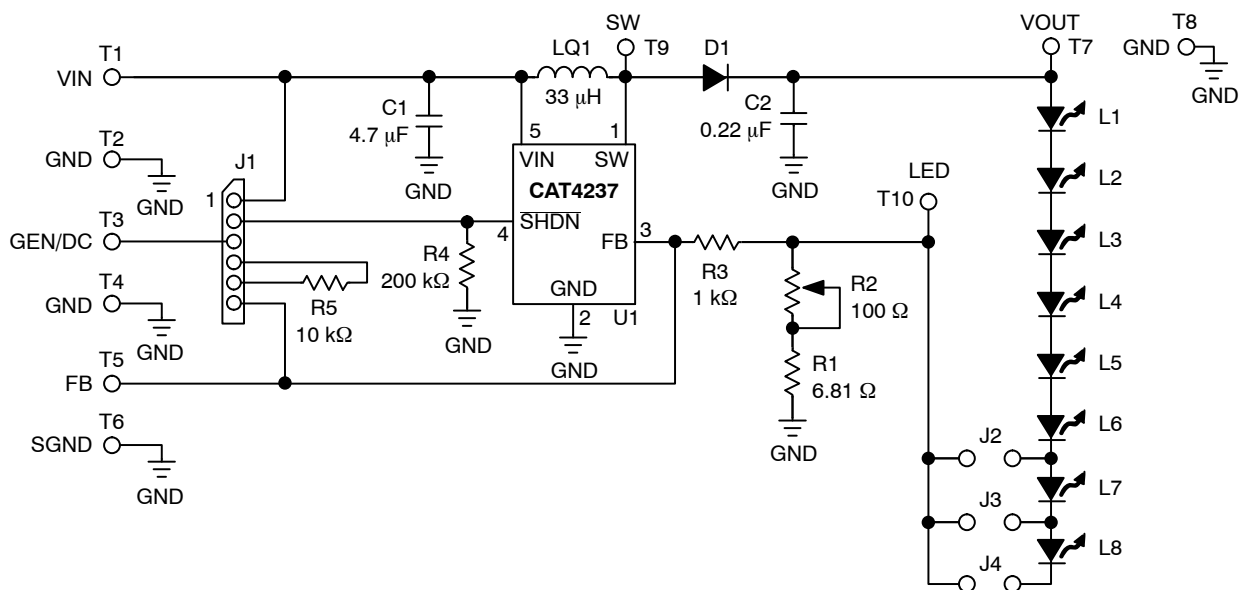 SW
T9
VOUT
T7
T8
GND
GND
T1
VIN
LQ1
33 μH
D1
C1
4.7 μF
C2
0.22 μF
L1
T2
GND
GND
J1
1
5
1
VIN
SW
CAT4237
SHDN
4
FB
3
GND
2
U1
GND
GND
GND
LED
T10
L2
T3
GEN/DC
R4
200 kΩ
GND
R3
1 kΩ
R2
100 Ω
L3
T4
GND
GND
R5
10 kΩ
L4
T5
FB
R1
6.81 Ω
GND
L5
T6
SGND
GND
J2
L6
J3
L7
J4
L8